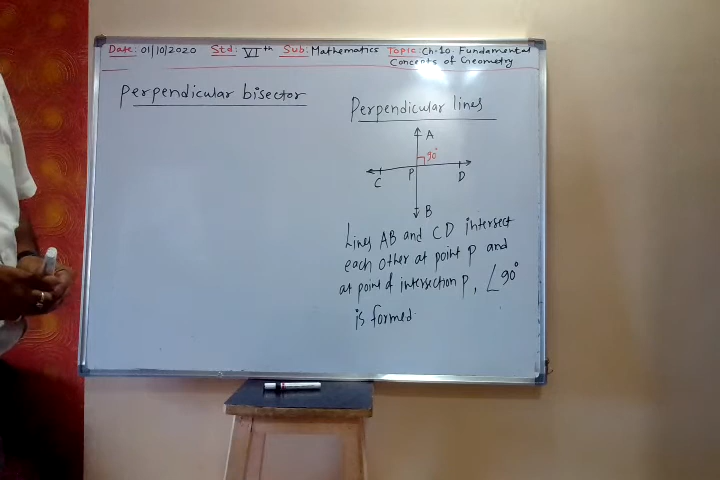 Date: 01/10/2020 Std: VIth Sub: Mathematics Topic: Ch-10. Fundamental
Concepts of Geometry
Perpendicular bisector
Perpendicular lines
A
90°
C P D
B
Lines AB and CD intersect
each other at point P and
at point of intersection P, ∠90°
is formed.